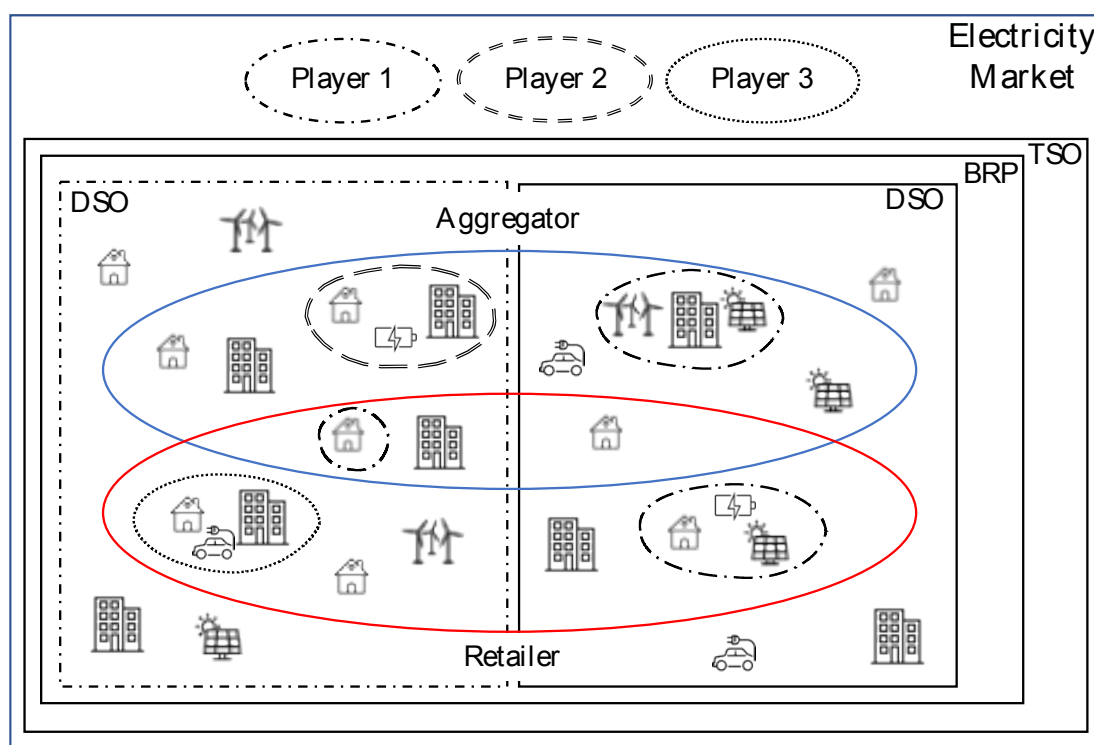 Electricity
Market
Player 1
Player 2
Player 3
TSO
BRP
DSO
DSO
Aggregator
Retailer